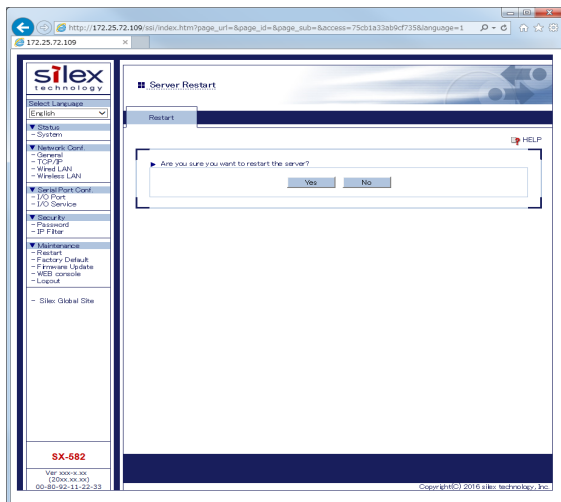 http://172.25.72.109/ssi/index.htm?page_url=&page_id=&page_sub=&access=75cb1a33ab9cf735&language=1
172.25.72.109
silex
technology
Select Language
English
▼ Status
- System
▼ Network Conf.
- General
- TCP/IP
- Wired LAN
- Wireless LAN
▼ Serial Port Conf.
- I/O Port
- I/O Service
▼ Security
- Password
- IP Filter
▼ Maintenance
- Restart
- Factory Default
- Firmware Update
- WEB console
- Logout
- Silex Global Site
SX-582
Ver xxx-x.xx
(20xx.xx.xx)
00-80-92-11-22-33
Server Restart
Restart
HELP
Are you sure you want to restart the server?
Yes No
Copyright(C) 2016 silex technology, Inc.